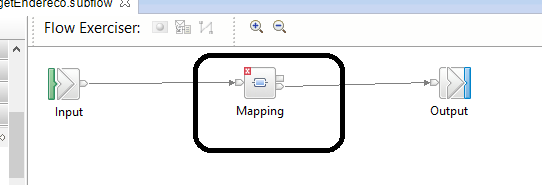 getEndereco.subflow
Flow Exerciser:
Input
Mapping
Output